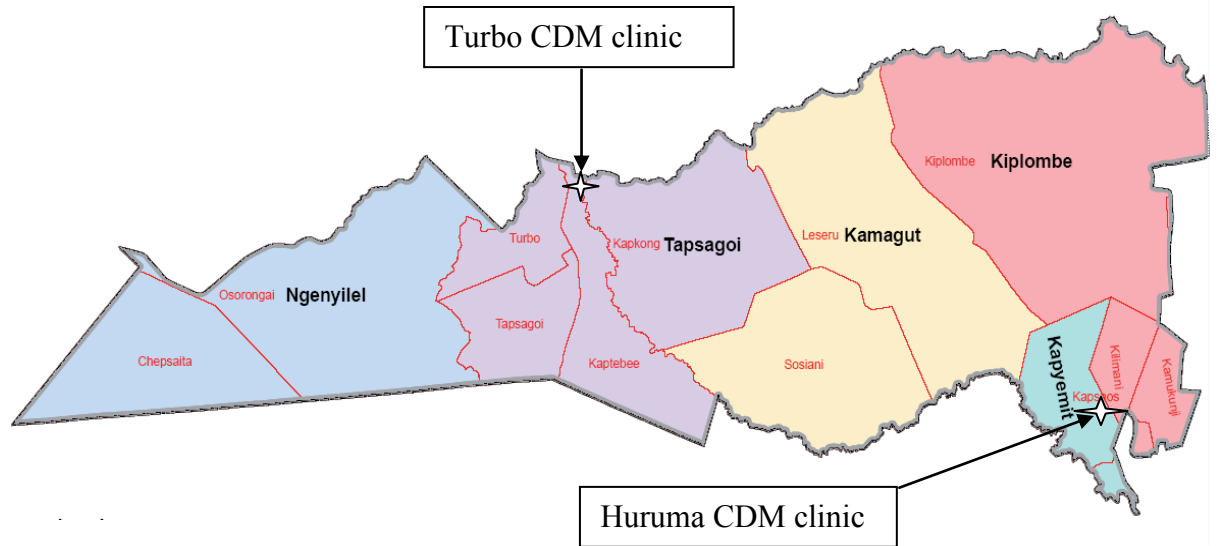 Turbo CDM clinic
Kiplombe Kiplombe
Turbo
Kapkong Tapsagoi
Leseru Kamagut
Osorongai Ngenyilel
Tapsagoi
Chepsaita
Kaptebee
Sosiani
Kapyemit
Kilimani
Kamukunji
Huruma CDM clinic